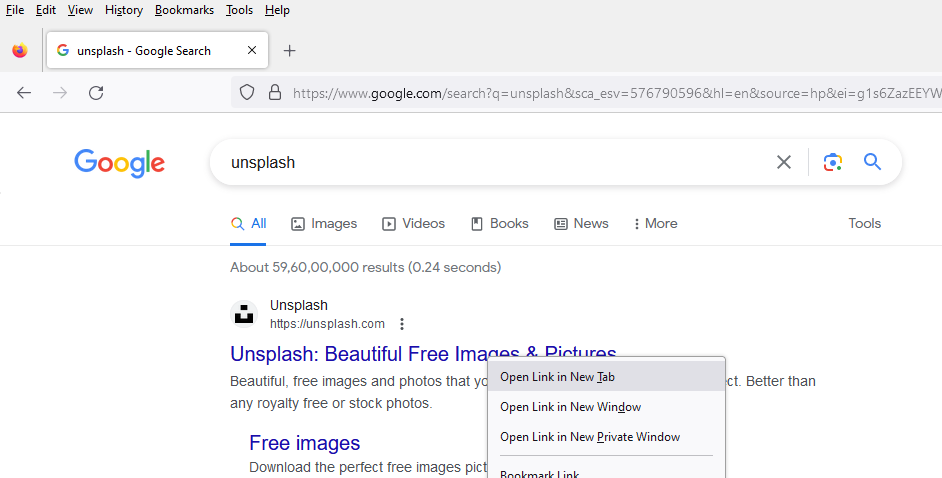 File Edit View History Bookmarks Tools Help
unsplash - Google Search
https://www.google.com/search?q=unsplash&sca_esv=576790596&hl=en&source=hp&ei=g1s6ZazEEYW
Google
unsplash
All Images Videos Books News More Tools
About 59,60,00,000 results (0.24 seconds)
Unsplash
https://unsplash.com
Unsplash: Beautiful Free Images & Pictures
Beautiful, free images and photos that yo
ct. Better than
any royalty free or stock photos.
Free images
Download the perfect free images pict
Open Link in New Tab
Open Link in New Window
Open Link in New Private Window
Bookmark Link